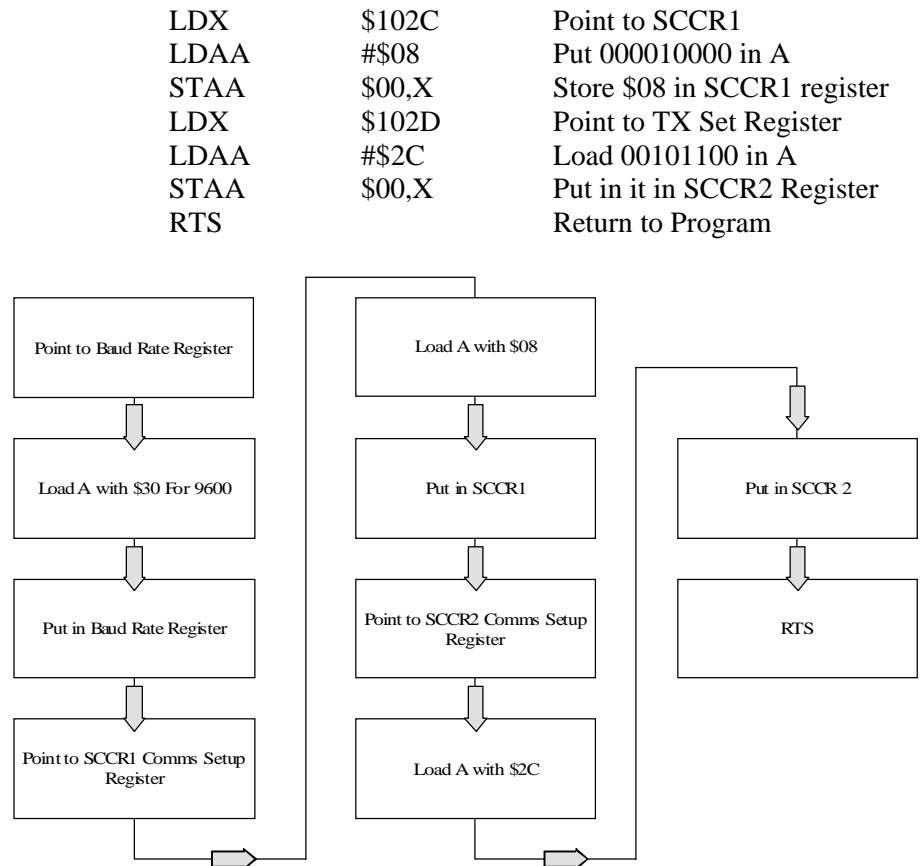 LDX $102C Point to SCCR1
LDAA #$08 Put 000010000 in A
STAA $00,X Store $08 in SCCR1 register
LDX $102D Point to TX Set Register
LDAA #$2C Load 00101100 in A
STAA $00,X Put in it in SCCR2 Register
RTS Return to Program
Point to Baud Rate Register
Load A with $30 For 9600
Put in Baud Rate Register
Point to SCCR1 Comms Setup
Register
Load A with $08
Put in SCCR1
Point to SCCR2 Comms Setup
Register
Load A with $2C
Put in SCCR 2
RTS